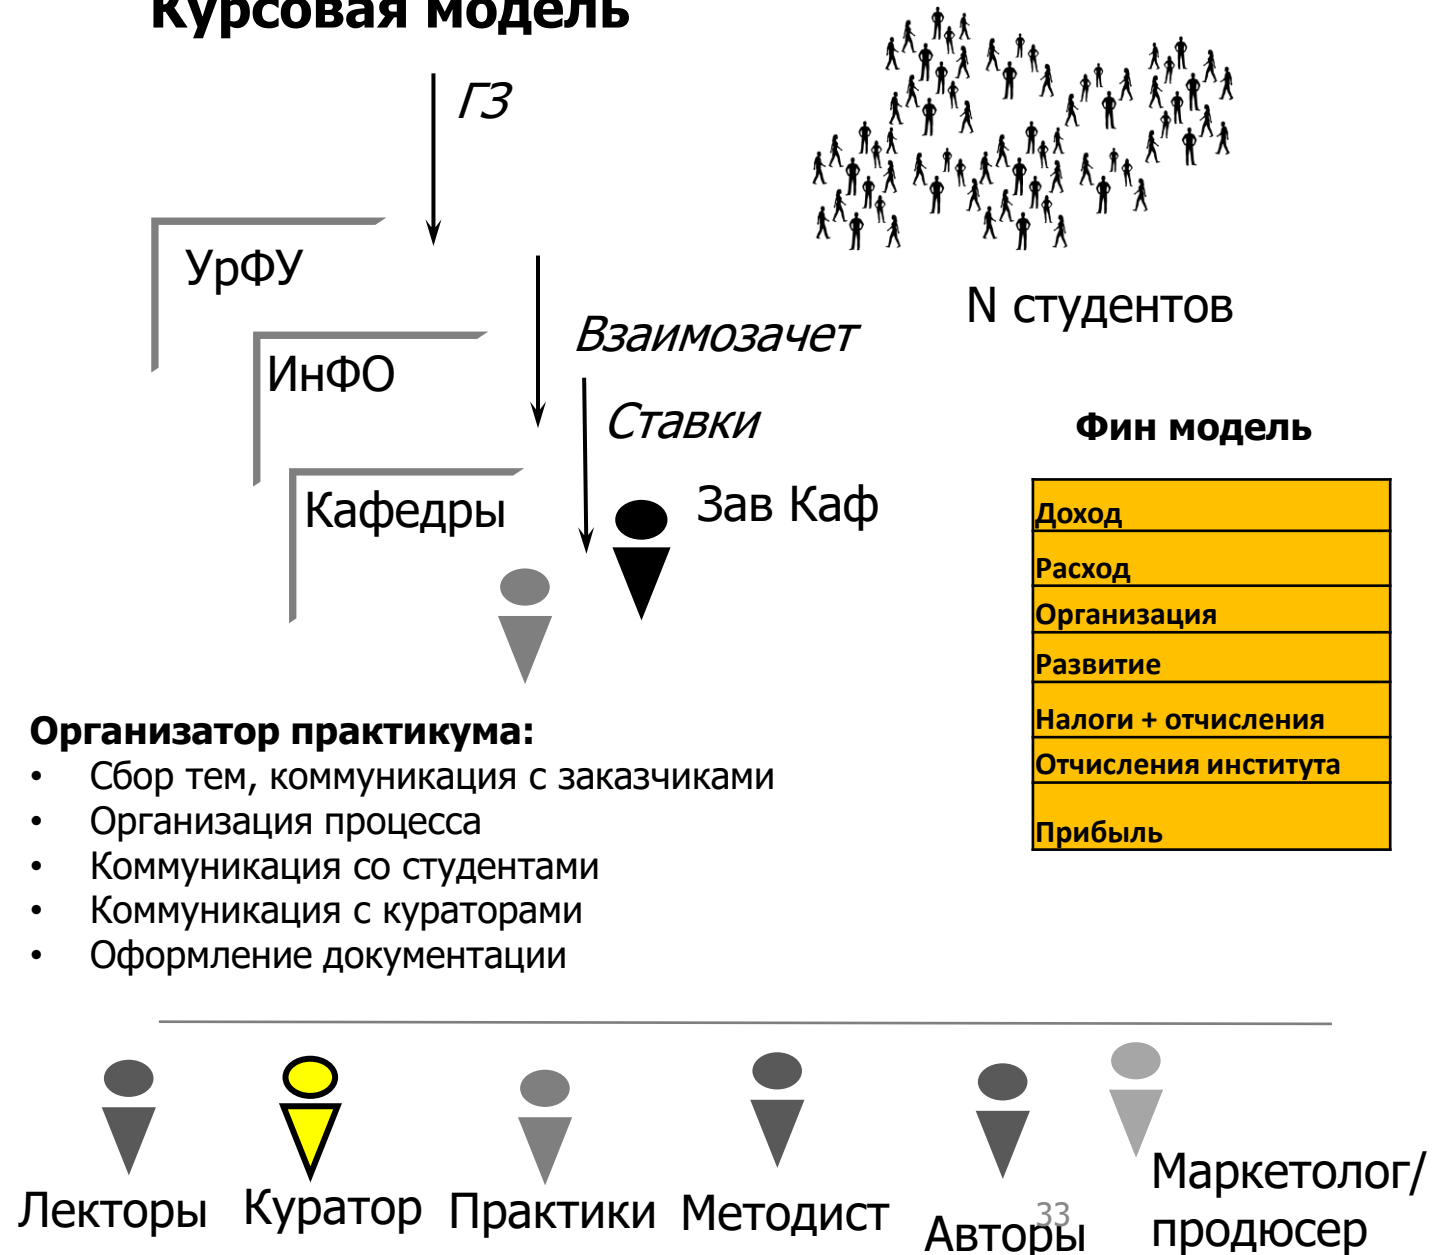 Курсовая модель
ГЗ
УрФУ
ИнФО
Взаимозачет
Ставки
Кафедры
Зав Каф
N студентов
Фин модель
Доход
Расход
Организация
Развитие
Налоги + отчисления
Отчисления института
Прибыль
Организатор практикума:
• Сбор тем, коммуникация с заказчиками
• Организация процесса
• Коммуникация со студентами
• Коммуникация с кураторами
• Оформление документации
Лекторы
Куратор
Практики
Методист
Авторы
33
Маркетолог/
продюсер